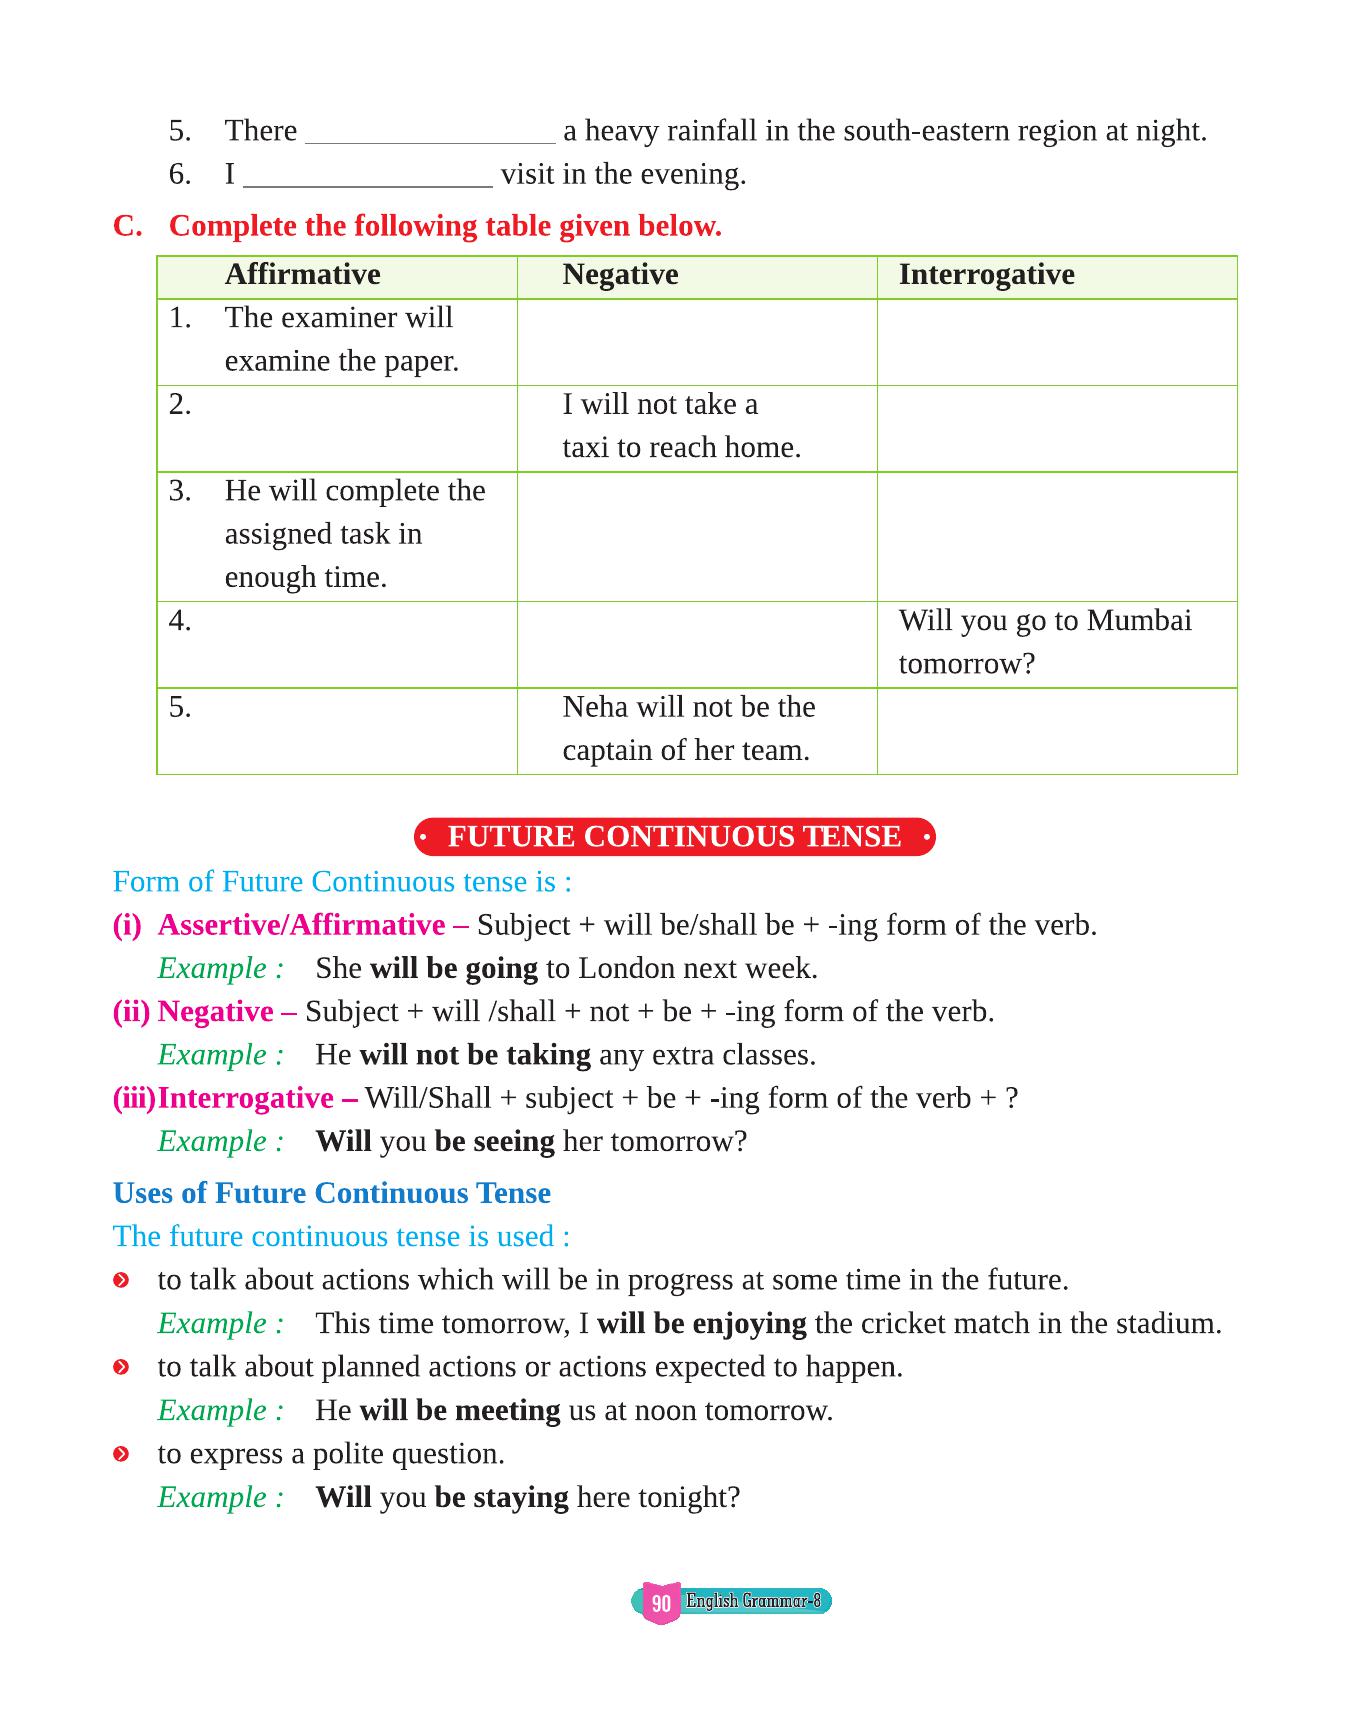 5. There ________________ a heavy rainfall in the south-eastern region at night.
6. I ________________ visit in the evening.
C. Complete the following table given below.
Affirmative Negative Interrogative
1. The examiner will
examine the paper.
2. I will not take a
taxi to reach home.
3. He will complete the
assigned task in
enough time.
4. Will you go to Mumbai
tomorrow?
5. Neha will not be the
captain of her team.
• FUTURE CONTINUOUS TENSE •
Form of Future Continuous tense is :
(i) Assertive/Affirmative – Subject + will be/shall be + -ing form of the verb.
Example : She will be going to London next week.
(ii) Negative – Subject + will /shall + not + be + -ing form of the verb.
Example : He will not be taking any extra classes.
(iii) Interrogative – Will/Shall + subject + be + -ing form of the verb + ?
Example : Will you be seeing her tomorrow?
Uses of Future Continuous Tense
The future continuous tense is used :
to talk about actions which will be in progress at some time in the future.
Example : This time tomorrow, I will be enjoying the cricket match in the stadium.
to talk about planned actions or actions expected to happen.
Example : He will be meeting us at noon tomorrow.
to express a polite question.
Example : Will you be staying here tonight?
90 English Grammar-8